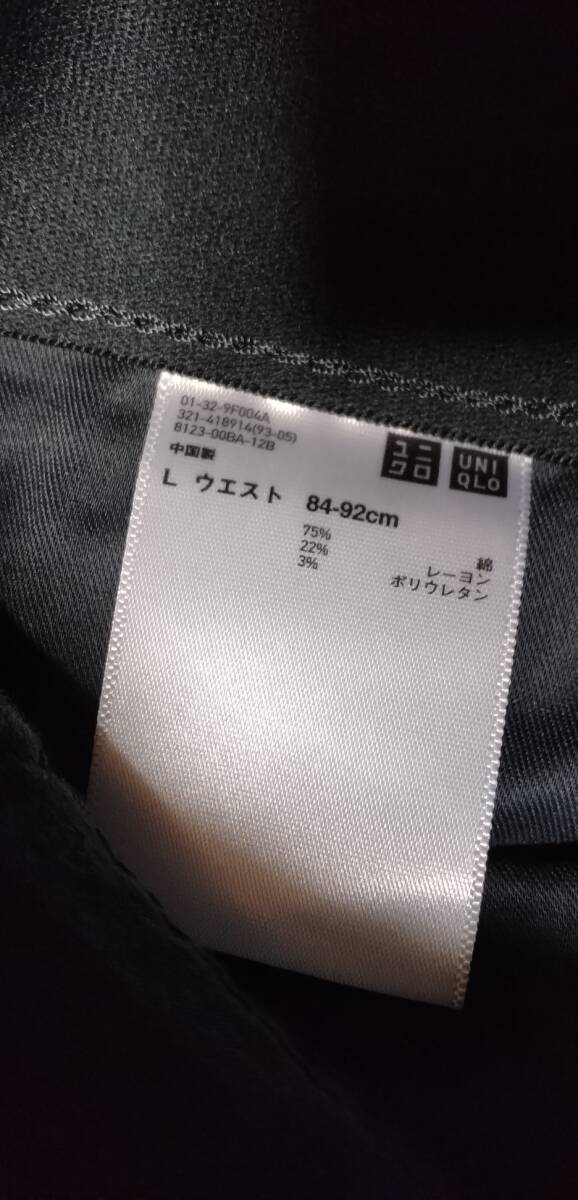 01-32-9F004A
321-418914(93-05)
8123-00BA-12B
中国製
ユニ
クロ
UNI
QLO
L ウエスト 84-92cm
75% 綿
22% レーヨン
3% ポリウレタン